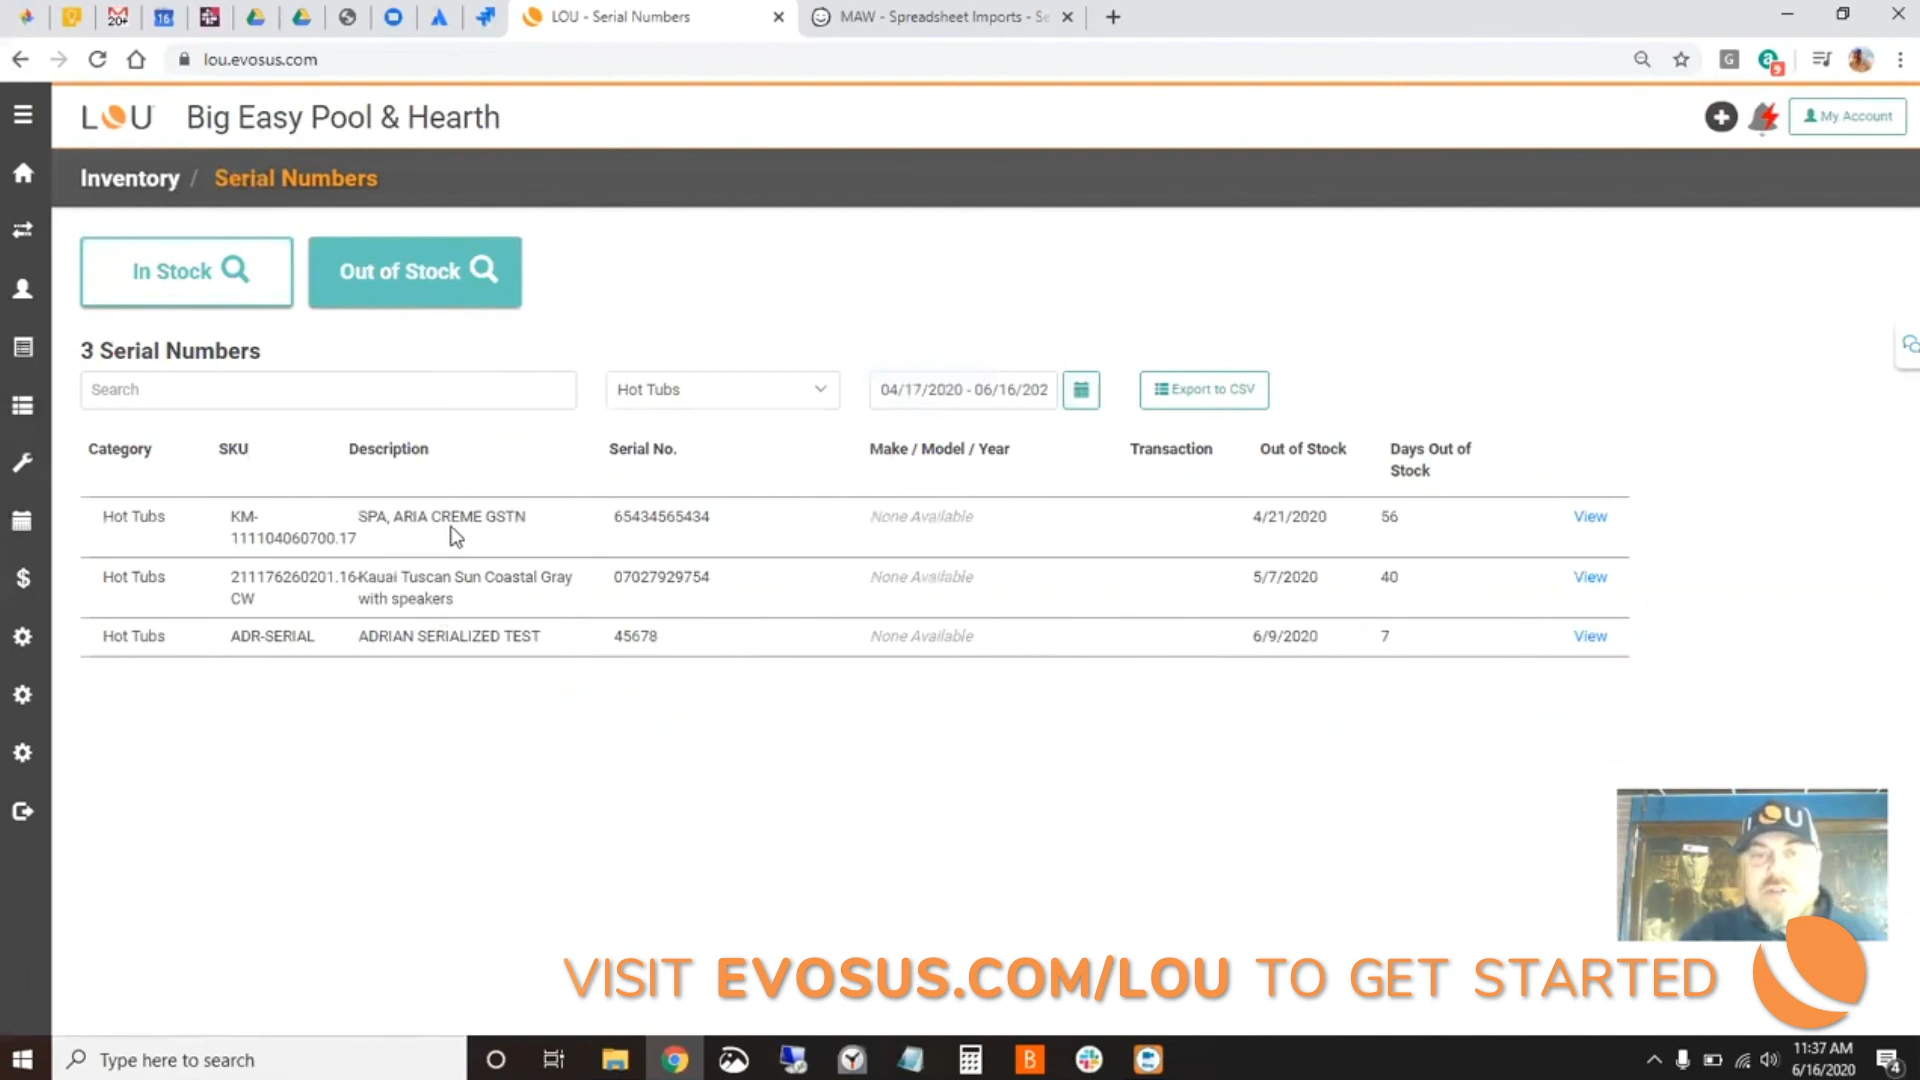 LOU - Serial Numbers
MAW - Spreadsheet Imports - Se
lou.evosus.com
LOU Big Easy Pool & Hearth
My Account
Inventory / Serial Numbers
In Stock
Out of Stock
3 Serial Numbers
Search
Hot Tubs
04/17/2020 - 06/16/202
Export to CSV
Category SKU Description Serial No. Make / Model / Year Transaction Out of Stock Days Out of
Stock
Hot Tubs KM- SPA, ARIA CREME GSTN 65434565434 None Available 4/21/2020 56 View
111104060700.17
Hot Tubs 211176260201.16- Kauai Tuscan Sun Coastal Gray 07027929754 None Available 5/7/2020 40 View
CW with speakers
Hot Tubs ADR-SERIAL ADRIAN SERIALIZED TEST 45678 None Available 6/9/2020 7 View
LOU
VISIT EVOSUS.COM/LOU TO GET STARTED
Type here to search
11:37 AM
6/16/2020
4